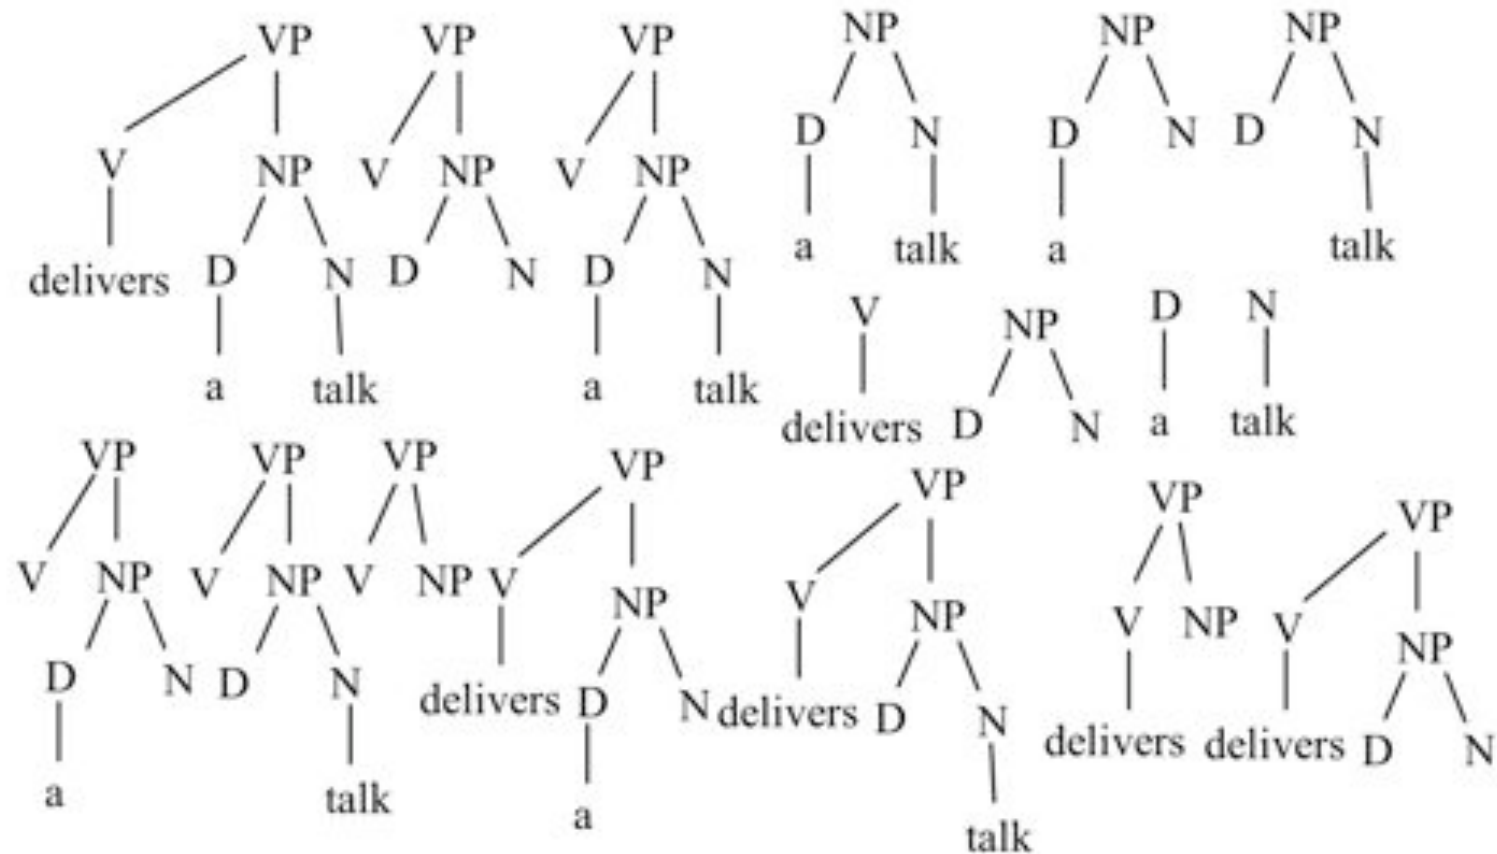 VP VP VP NP NP NP
D N D N D N
V NP V NP V NP
a talk a talk
delivers D N D N D N
V NP D N
a talk a talk
delivers D N a talk
VP VP VP VP VP VP VP
V NP V NP V NP V NP V NP V NP V NP
D N D N delivers D N delivers D N delivers delivers D N
a talk a talk